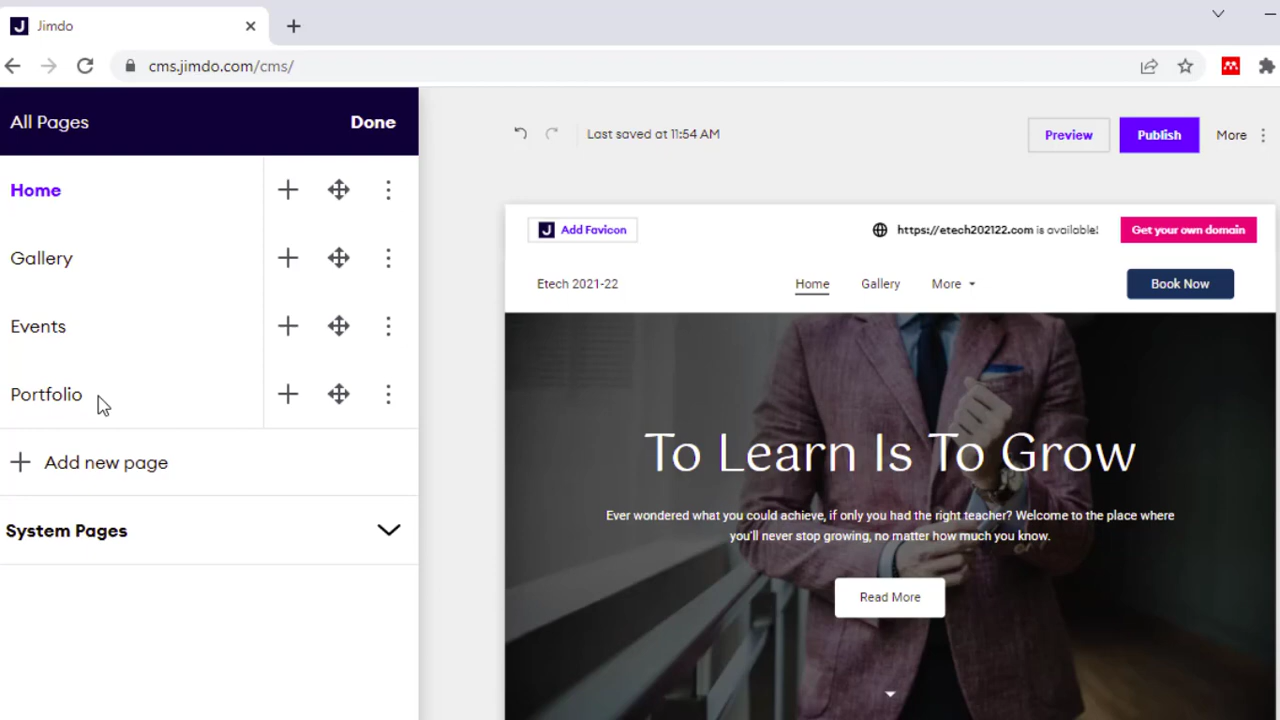 Jimdo
cms.jimdo.com/cms/
All Pages
Done
Home
Gallery
Events
Portfolio
Add new page
System Pages
Last saved at 11:54 AM
Preview
Publish
More
J Add Favicon
https://etech202122.com is available!
Get your own domain
Etech 2021-22
Home
Gallery
More
Book Now
To Learn Is To Grow
Ever wondered what you could achieve, if only you had the right teacher? Welcome to the place where
you'll never stop growing, no matter how much you know.
Read More